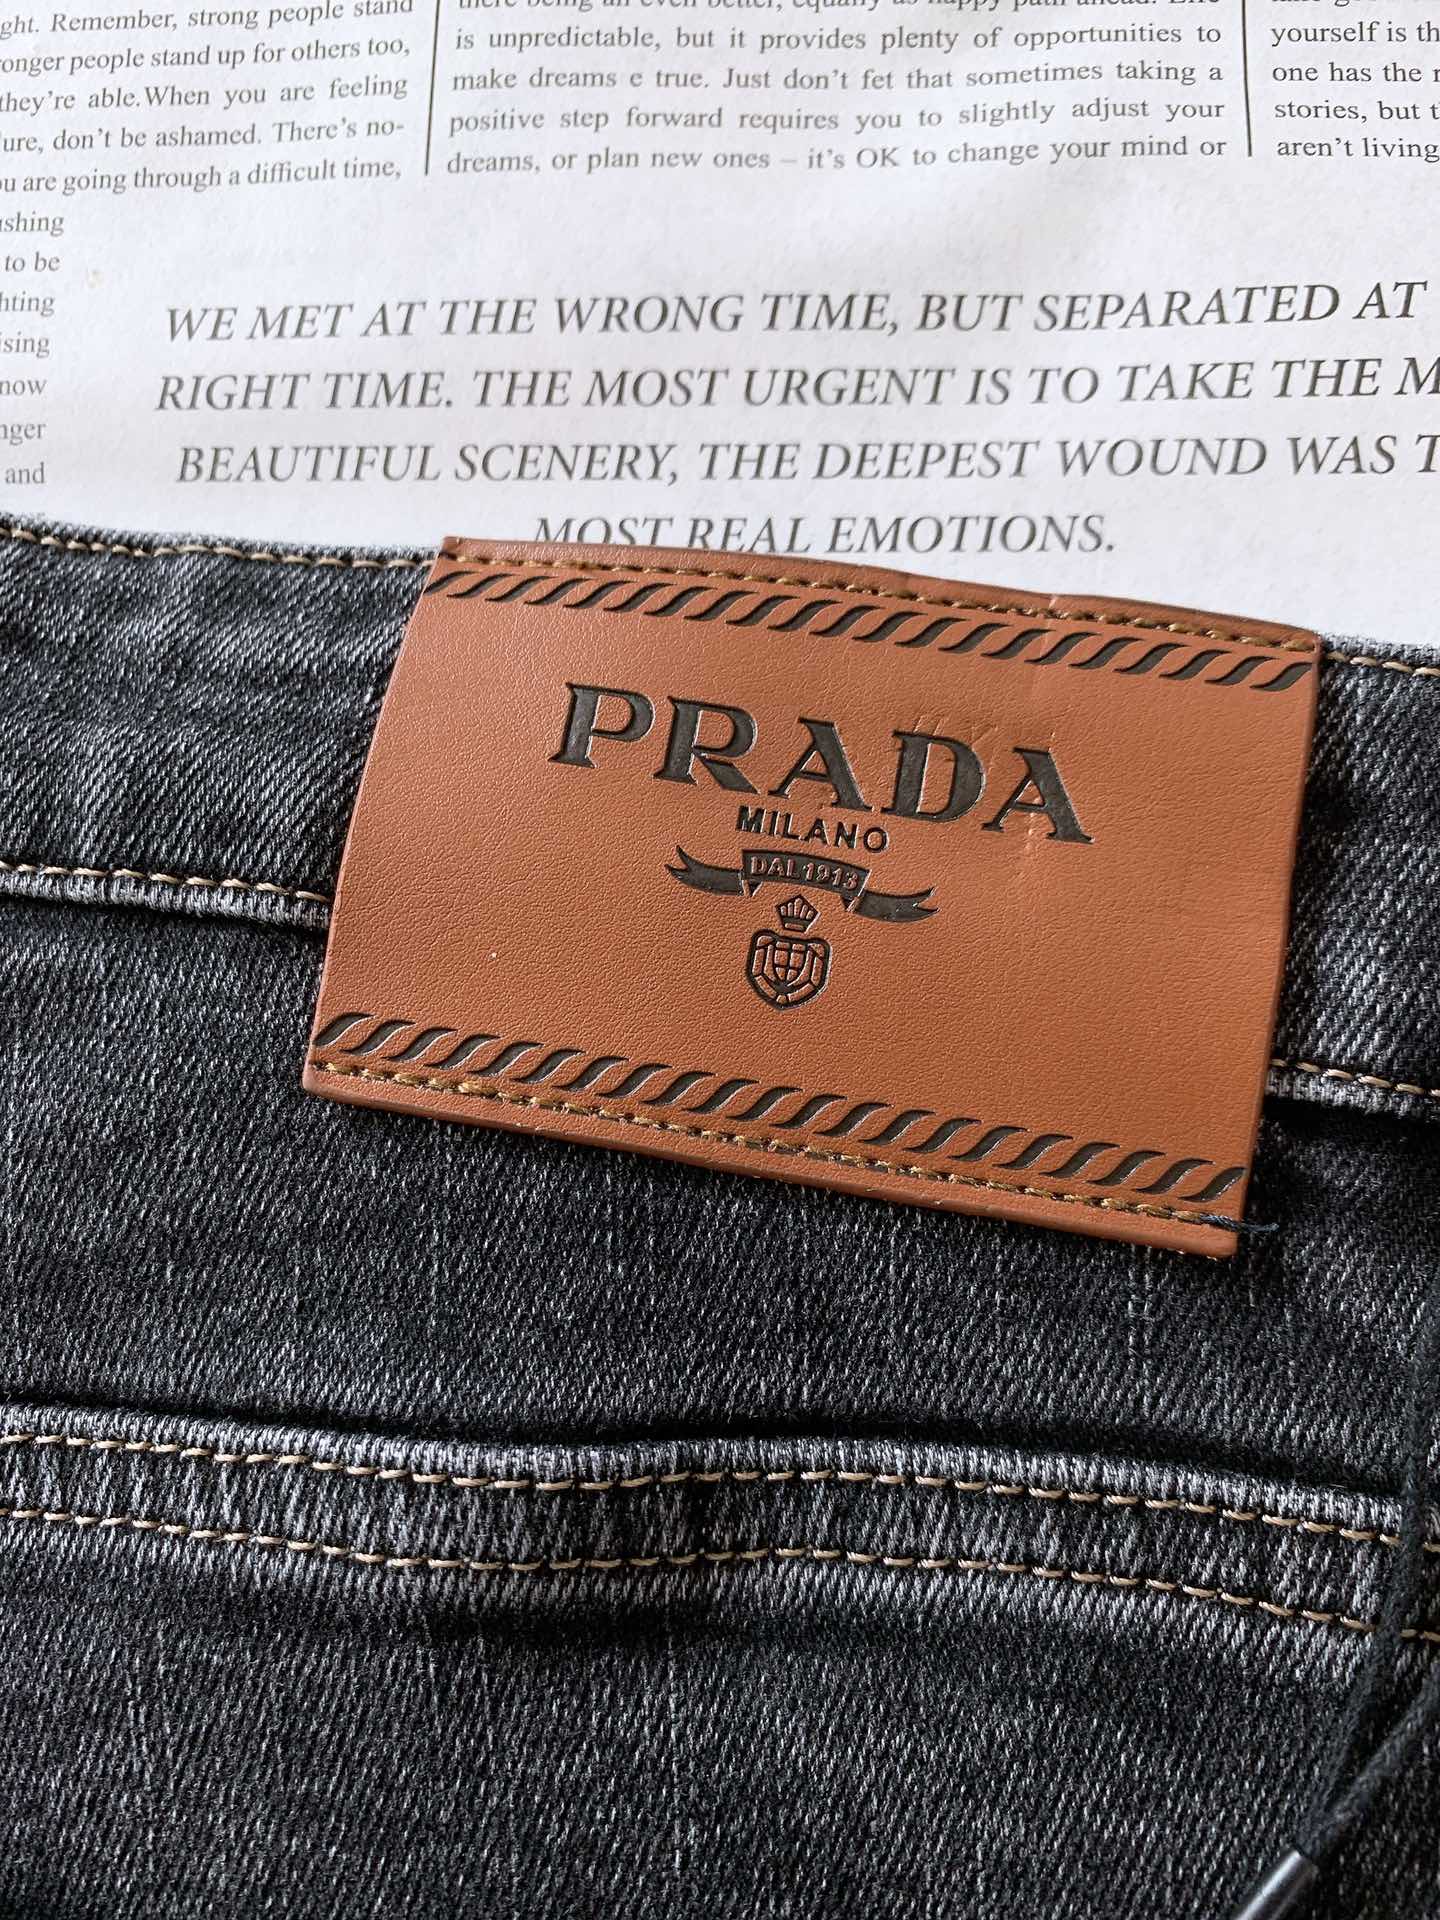 ght. Remember, strong people stand
onger people stand up for others too,
they're able.When you are feeling
ure, don't be ashamed. There's no-
ou are going through a difficult time,
shing
to be
hting
ising
now
nger
and
is unpredictable, but it provides plenty of opportunities to
make dreams e true. Just don't fet that sometimes taking a
positive step forward requires you to slightly adjust your
dreams, or plan new ones – it's OK to change your mind or
yourself is th
one has the r
stories, but t
aren't living
WE MET AT THE WRONG TIME, BUT SEPARATED AT
RIGHT TIME. THE MOST URGENT IS TO TAKE THE M
BEAUTIFUL SCENERY, THE DEEPEST WOUND WAS T
MOST REAL EMOTIONS.
PRADA
MILANO
DAL 1913